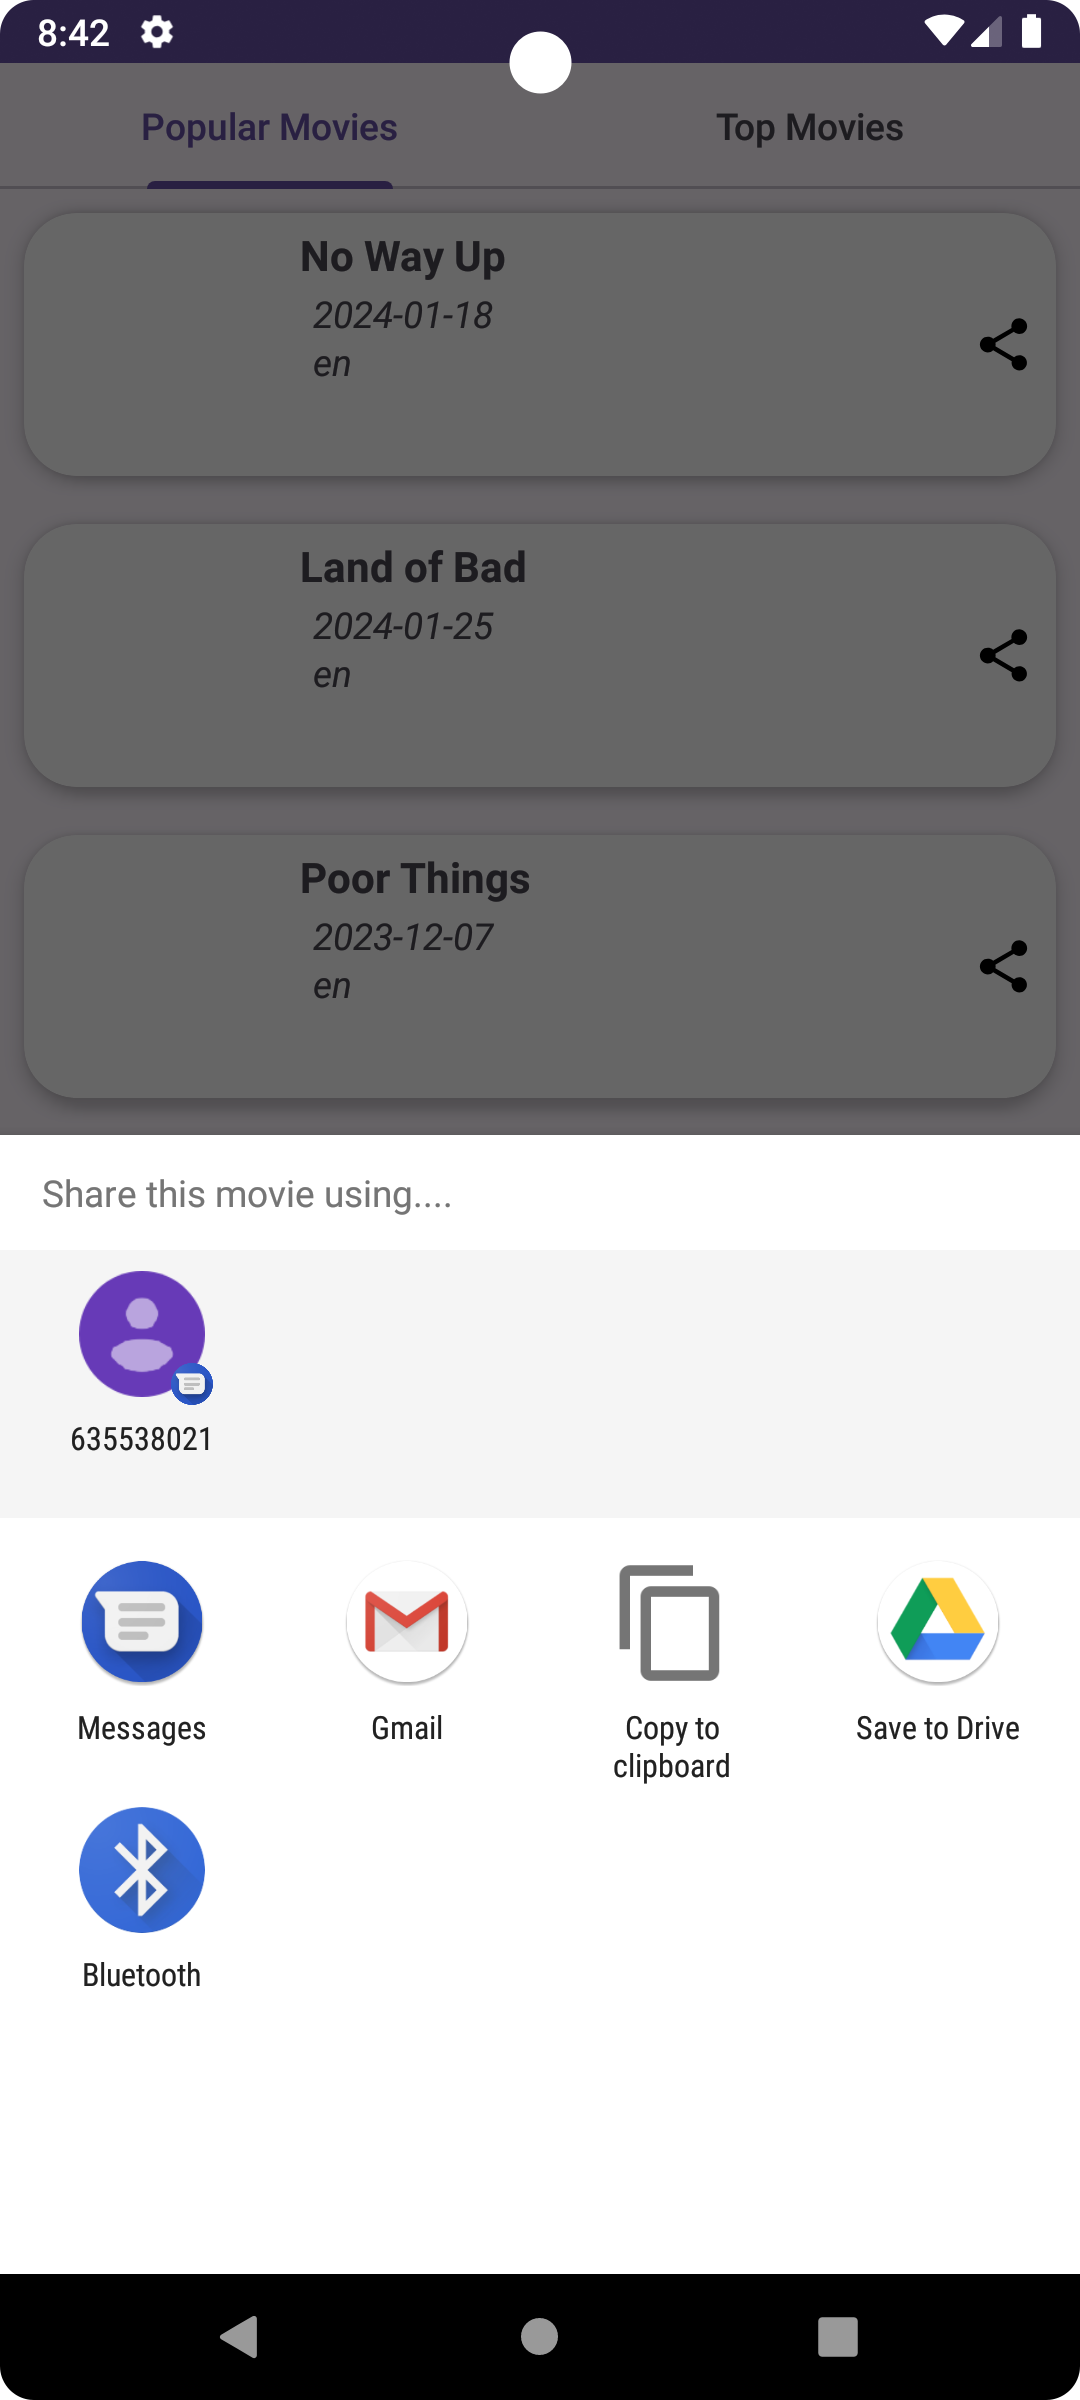 8:42
Popular Movies
Top Movies
No Way Up
2024-01-18
en
Land of Bad
2024-01-25
en
Poor Things
2023-12-07
en
Share this movie using....
635538021
Messages
Gmail
Copy to
clipboard
Save to Drive
Bluetooth